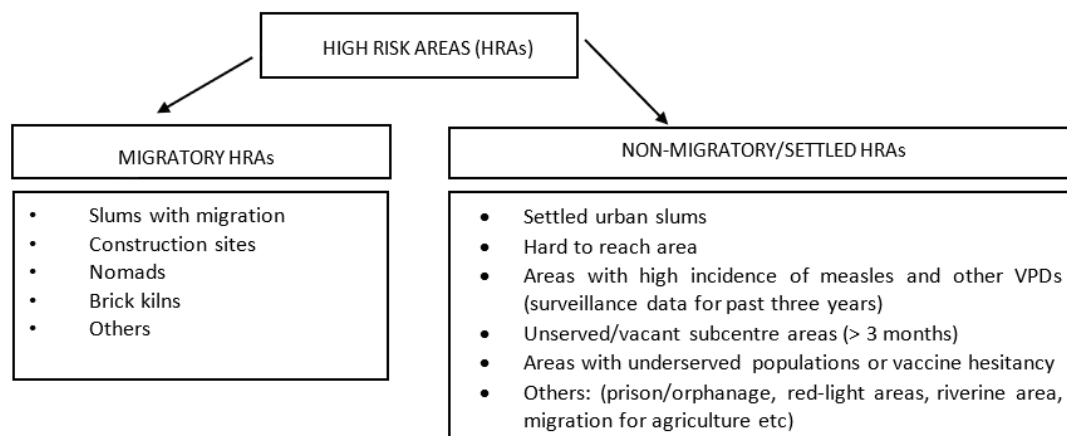 HIGH RISK AREAS (HRAs)
MIGRATORY HRAs
• Slums with migration
• Construction sites
• Nomads
• Brick kilns
• Others
NON-MIGRATORY/SETTLED HRAs
• Settled urban slums
• Hard to reach area
• Areas with high incidence of measles and other VPDs
(surveillance data for past three years)
• Unserved/vacant subcentre areas (> 3 months)
• Areas with underserved populations or vaccine hesitancy
• Others: (prison/orphanage, red-light areas, riverine area,
migration for agriculture etc)